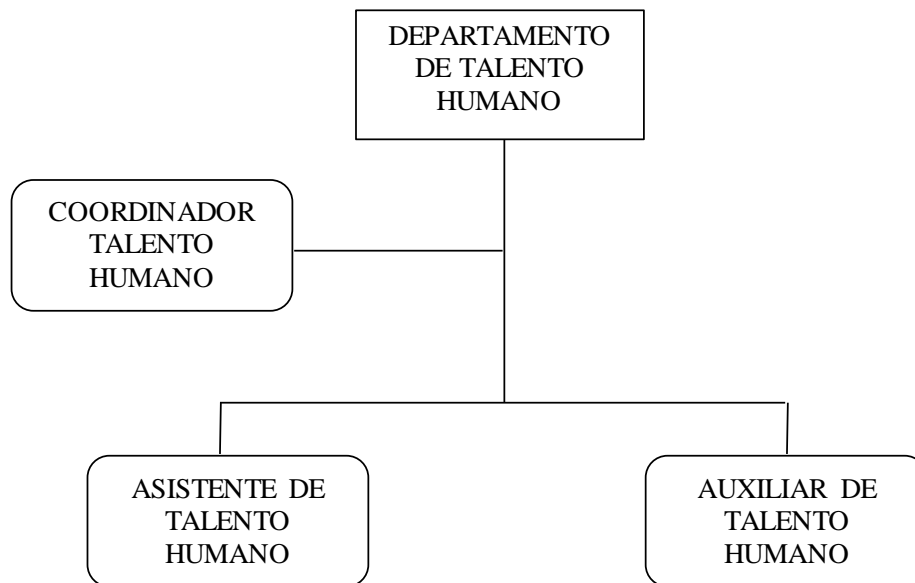 DEPARTAMENTO
DE TALENTO
HUMANO
COORDINADOR
TALENTO
HUMANO
ASISTENTE DE
TALENTO
HUMANO
AUXILIAR DE
TALENTO
HUMANO